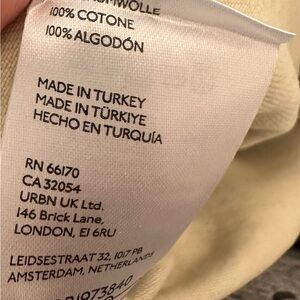 100% COTONE
100% ALGODÓN
MADE IN TURKEY
MADE IN TÜRKIYE
HECHO EN TURQUÍA
RN 66170
CA 32054
URBN UK Ltd.
146 Brick Lane,
LONDON, E1 6RU
LEIDSESTRAAT 32, 1017 PB
AMSTERDAM, NETHERLANDS